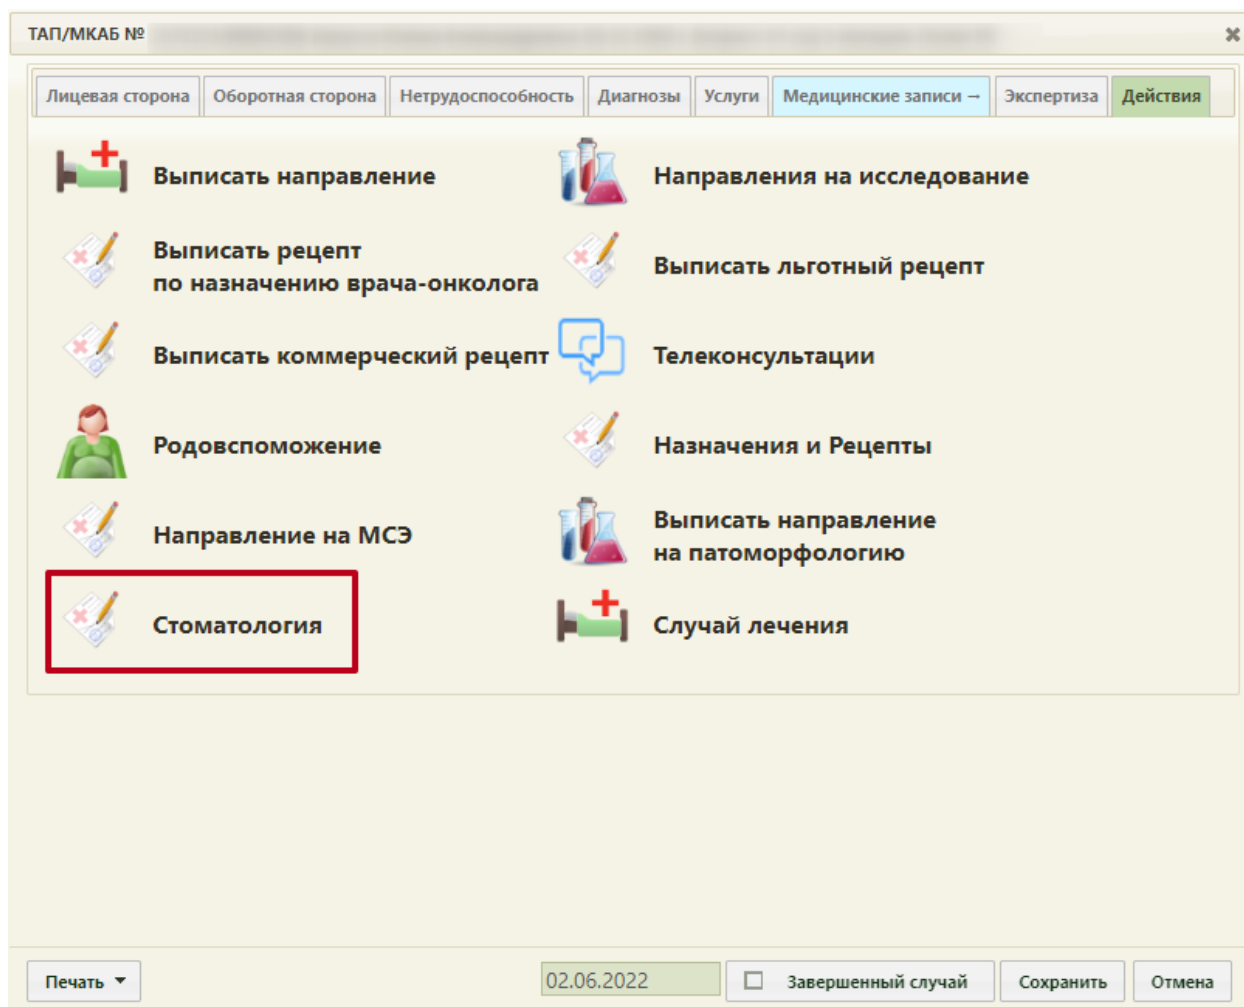 ТАП/МКАБ №
Лицевая сторона Оборотная сторона Нетрудоспособность Диагнозы Услуги Медицинские записи → Экспертиза Действия
Выписать направление
Направления на исследование
Выписать рецепт
по назначению врача-онколога
Выписать льготный рецепт
Выписать коммерческий рецепт
Телеконсультации
Родовспоможение
Назначения и Рецепты
Направление на МСЭ
Выписать направление
на патоморфологию
Стоматология
Случай лечения
Печать
02.06.2022
Завершенный случай
Сохранить
Отмена